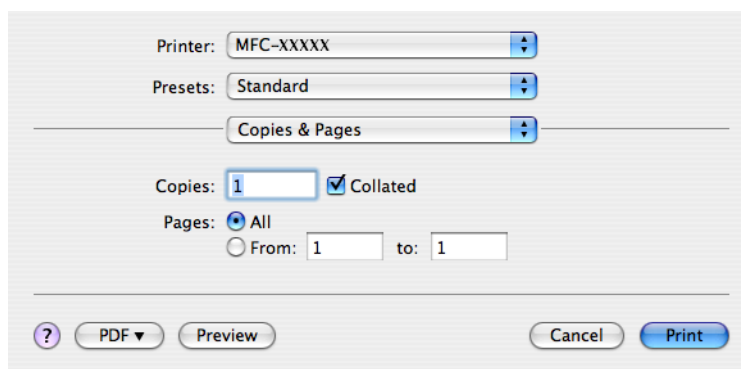 Printer: MFC-XXXXX
Presets: Standard
Copies & Pages
Copies: 1 Collated
Pages: All
From: 1 to: 1
? PDF ▼ Preview Cancel Print